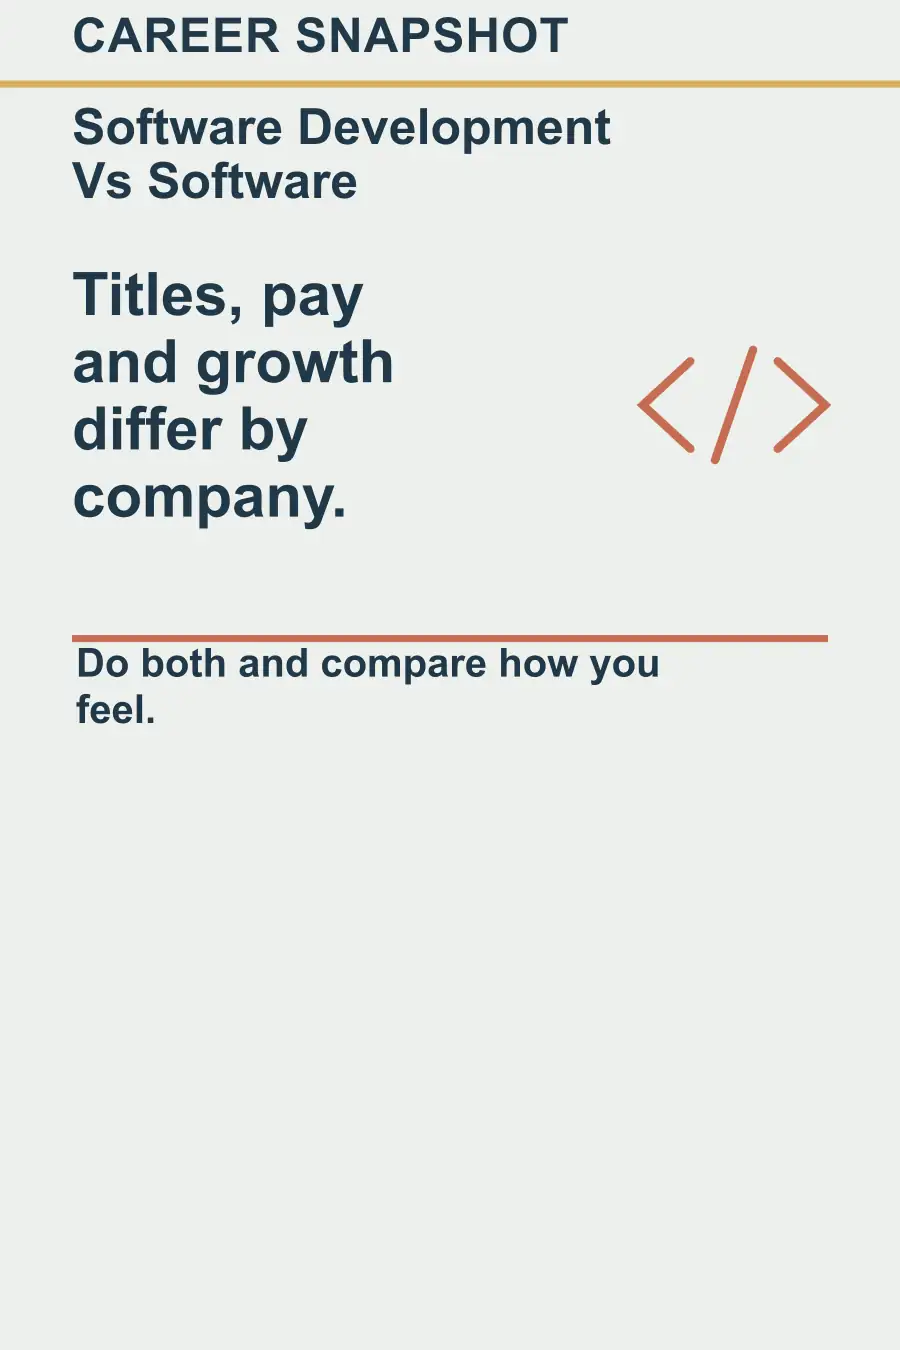 CAREER SNAPSHOT
Software Development
Vs Software
Titles, pay
and growth
differ by
company.
</>
Do both and compare how you
feel.